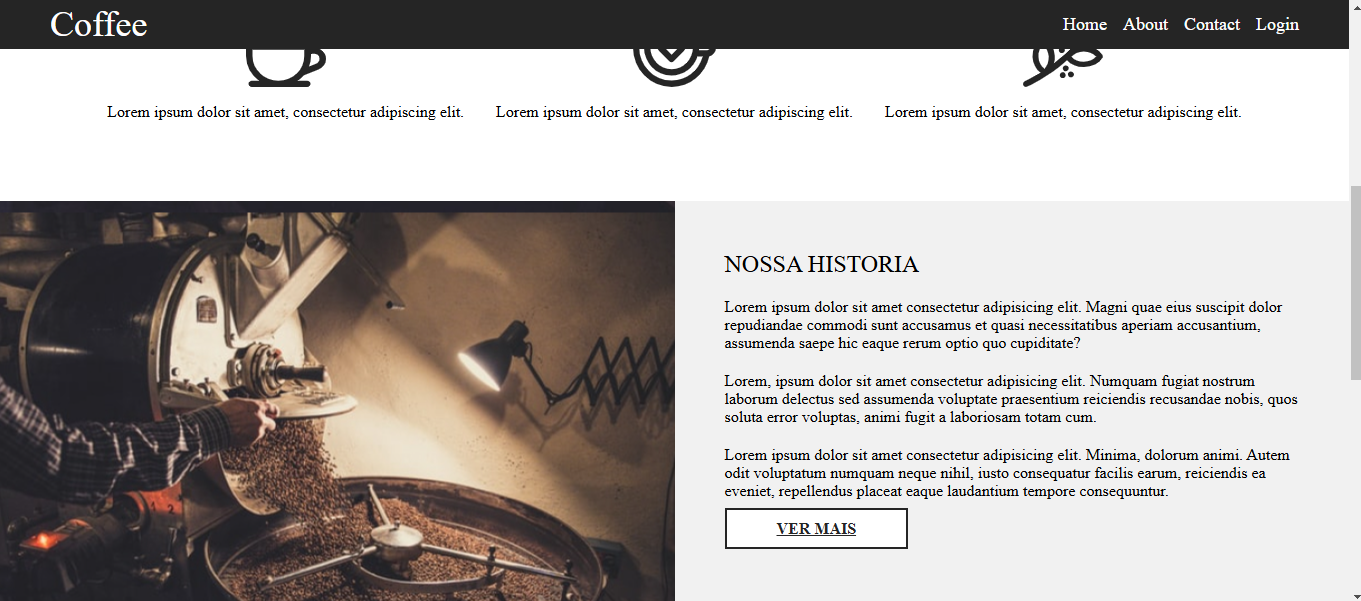 Coffee
Home About Contact Login
Lorem ipsum dolor sit amet, consectetur adipiscing elit.
Lorem ipsum dolor sit amet, consectetur adipiscing elit.
Lorem ipsum dolor sit amet, consectetur adipiscing elit.
NOSSA HISTORIA
Lorem ipsum dolor sit amet consectetur adipisicing elit. Magni quae eius suscipit dolor
repudiandae commodi sunt accusamus et quasi necessitatibus aperiam accusantium,
assumenda saepe hic eaque rerum optio quo cupiditate?
Lorem, ipsum dolor sit amet consectetur adipisicing elit. Numquam fugiat nostrum
laborum delectus sed assumenda voluptate praesentium reiciendis recusandae nobis, quos
soluta error voluptas, animi fugit a laboriosam totam cum.
Lorem ipsum dolor sit amet consectetur adipisicing elit. Minima, dolorum animi. Autem
odit voluptatum numquam neque nihil, iusto consequatur facilis earum, reiciendis ea
eveniet, repellendus placeat eaque laudantium tempore consequuntur.
VER MAIS
1 2